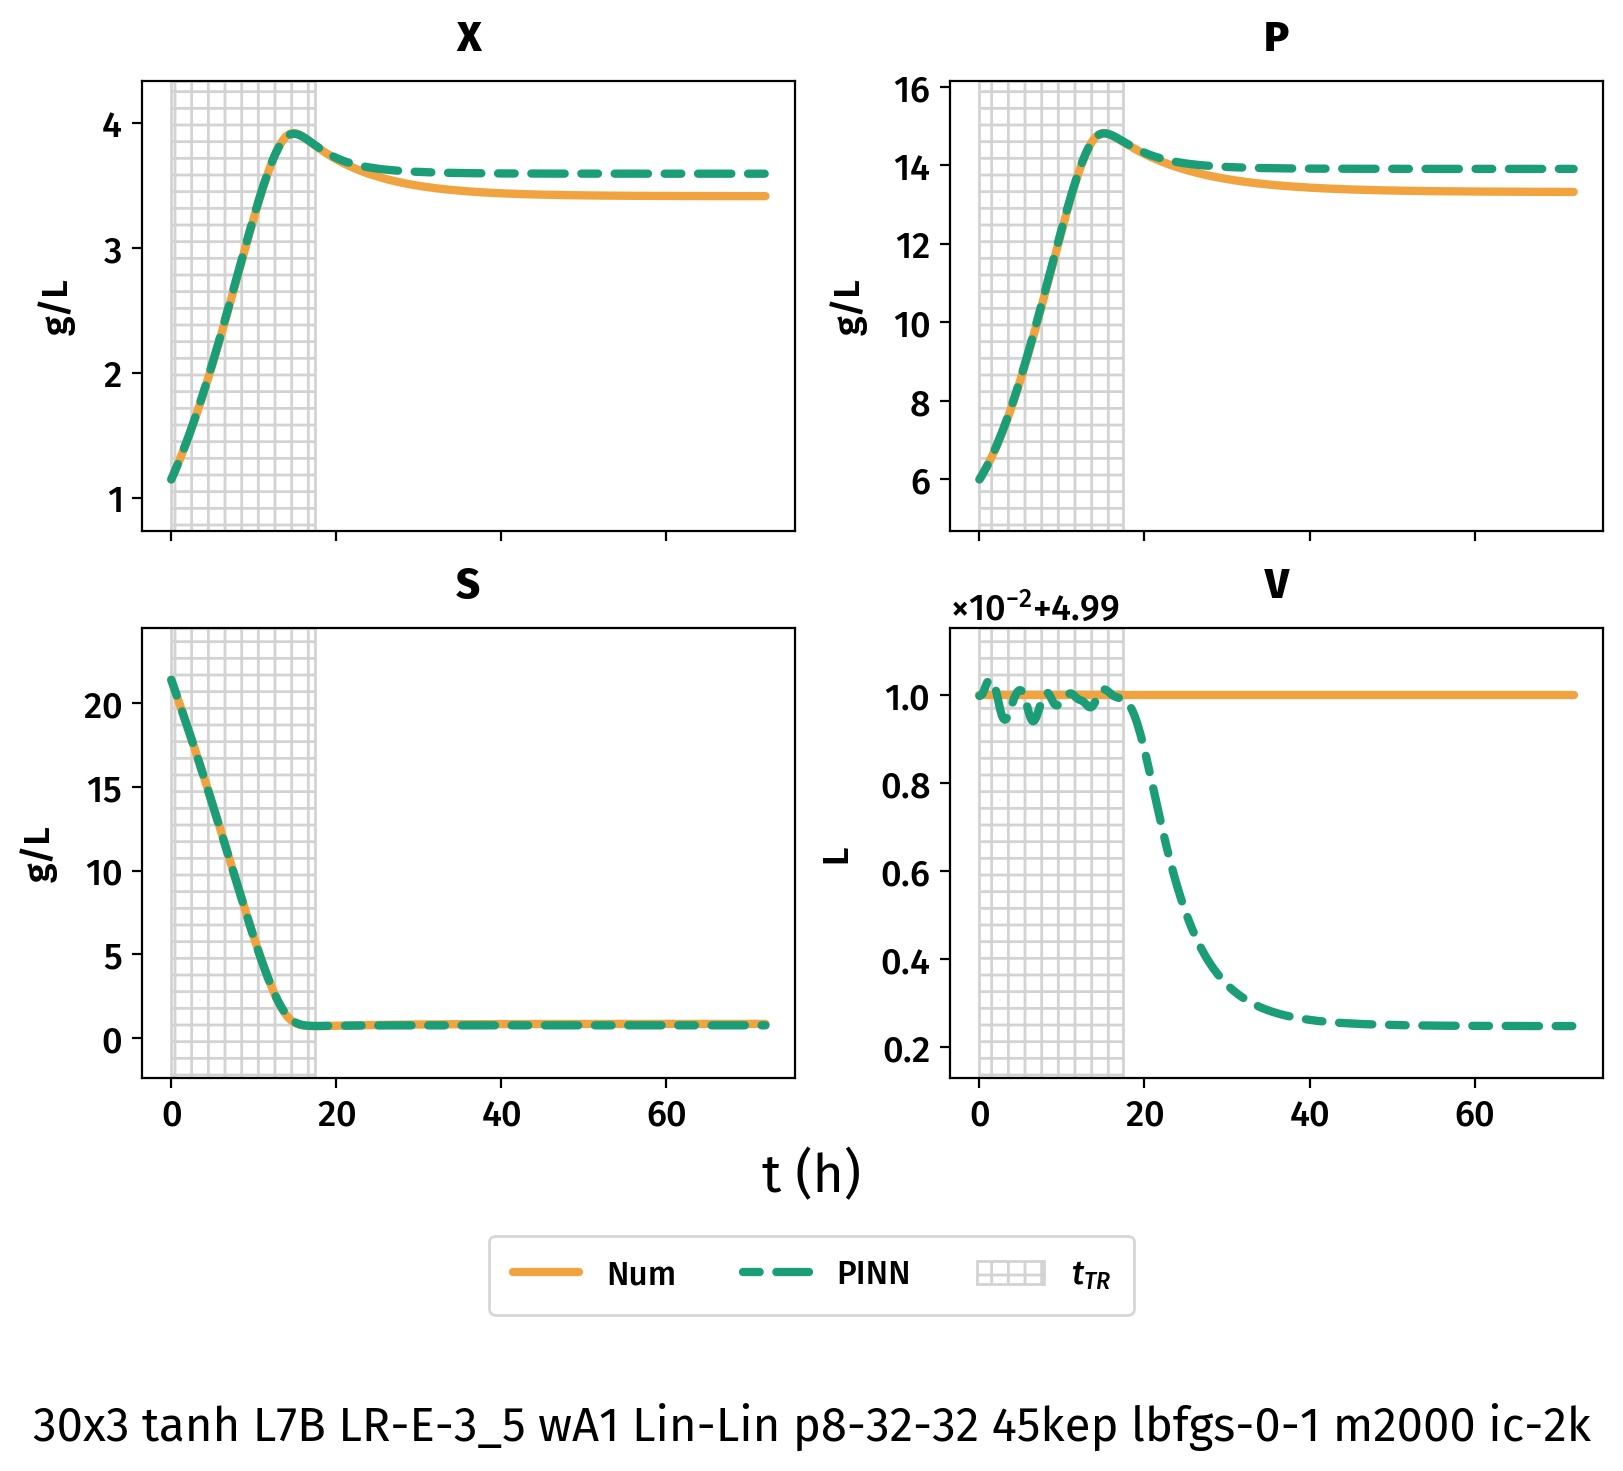 X
P
4
3
2
1
g/L
16
14
12
10
8
6
g/L
S
V
×10⁻²+4.99
20
15
10
5
0
g/L
0
20
40
60
1.0
0.8
0.6
0.4
0.2
L
0
20
40
60
t (h)
Num
PINN
t_TR
30x3 tanh L7B LR-E-3_5 wA1 Lin-Lin p8-32-32 45kep lbfgs-0-1 m2000 ic-2k